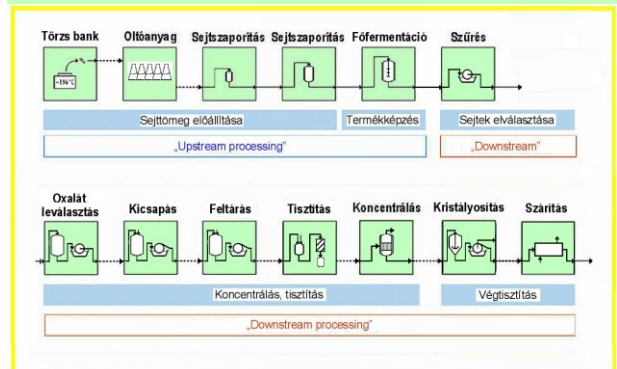 Törzs bank
Oltóanyag
Sejtszaporítás
Sejtszaporítás
Főfermentáció
Szűrés
-196°C
Sejttömeg előállítása
Termékképzés
Sejtek elválasztása
„Upstream processing"
„Downstream"
Oxalát
leválasztás
Kicsapás
Feltárás
Tisztítás
Koncentrálás
Kristályosítás
Szárítás
Koncentrálás, tisztítás
Végtisztítás
„Downstream processing"